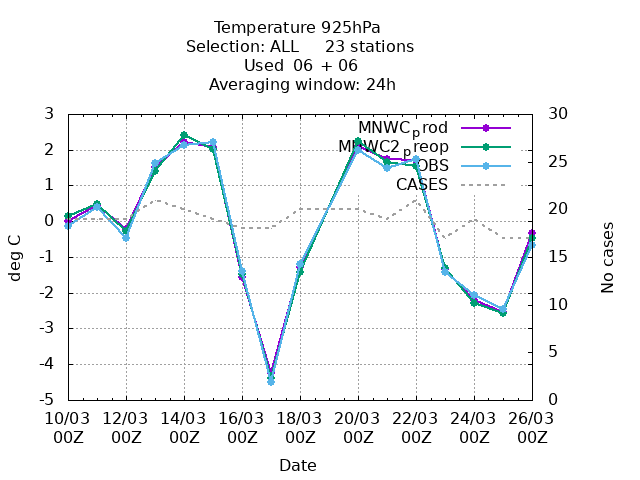 Temperature 925hPa
Selection: ALL 23 stations
Used 06 + 06
Averaging window: 24h
3 30
MNWCprod
2 MNWC2preop
25
OBS
1 CASES
0 20
deg C
No cases
-1 15
-2
10
-3
5
-4
-5 0
10/03 12/03 14/03 16/03 18/03 20/03 22/03 24/03 26/03
00Z 00Z 00Z 00Z 00Z 00Z 00Z 00Z 00Z
Date